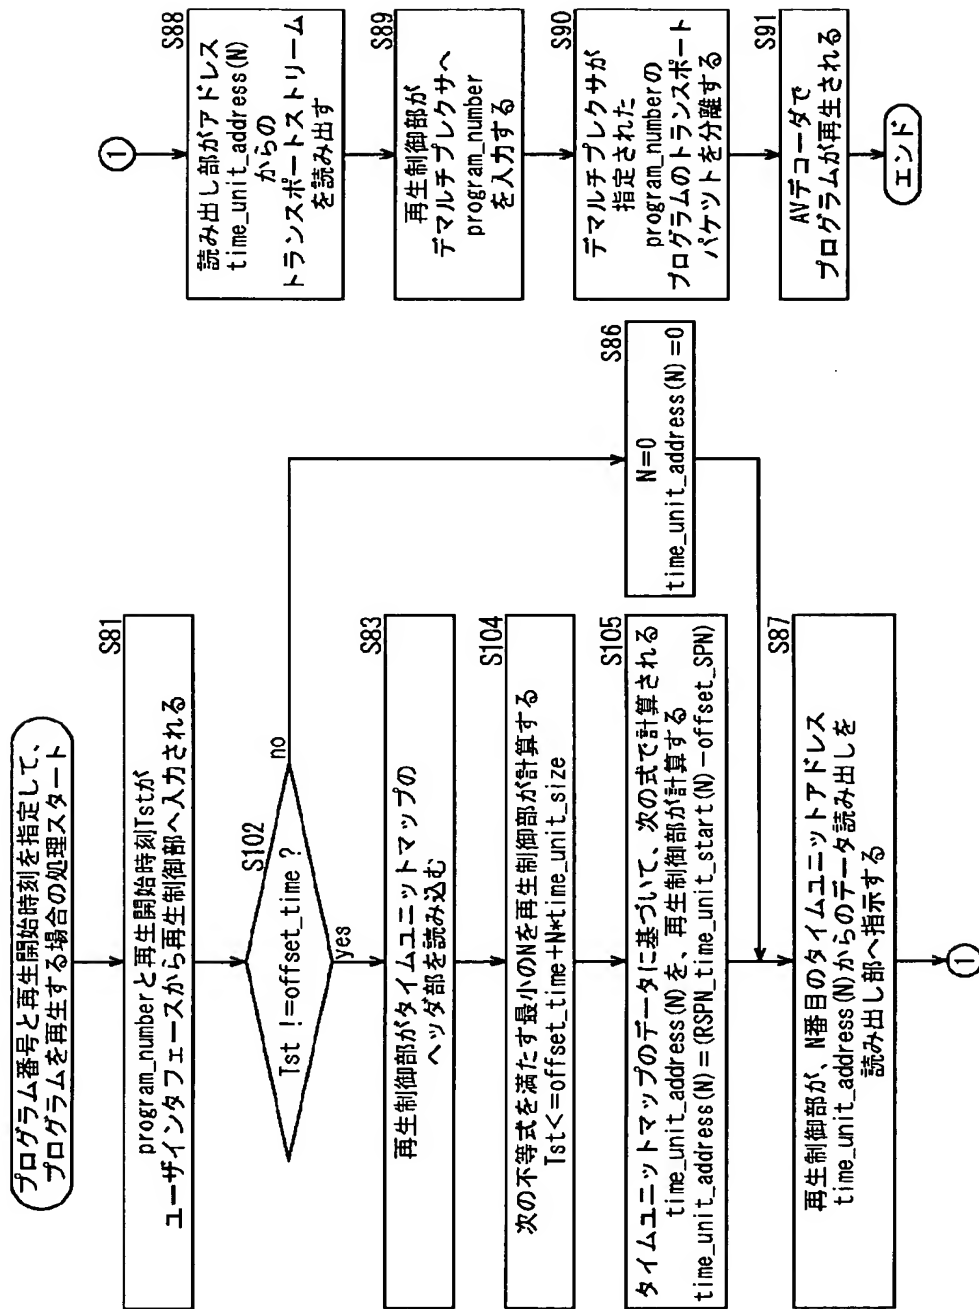 プログラム番号と再生開始時刻を指定して、
プログラムを再生する場合の処理スタート
S81
program_numberと再生開始時刻Tstが
ユーザインタフェースから再生制御部へ入力される
S102
Tst !=offset_time ?
no
yes
S83
再生制御部がタイムユニットマップの
ヘッダ部を読み込む
S104
次の不等式を満たす最小のNを再生制御部が計算する
Tst<=offset_time+N*time_unit_size
S105
タイムユニットマップのデータに基づいて、次の式で計算される
time_unit_address(N)を、再生制御部が計算する
time_unit_address(N)=(RSPN_time_unit_start(N)-offset_SPN)
S86
N=0
time_unit_address(N)=0
S87
再生制御部が、N番目のタイムユニットアドレス
time_unit_address(N)からのデータ読み出しを
読み出し部へ指示する
1
1
S88
読み出し部がアドレス
time_unit_address(N)
からの
トランスポートストリーム
を読み出す
S89
再生制御部が
デマルチプレクサへ
program_number
を入力する
S90
デマルチプレクサが
指定された
program_numberの
プログラムのトランスポート
パケットを分離する
S91
AVデコーダで
プログラムが再生される
エンド